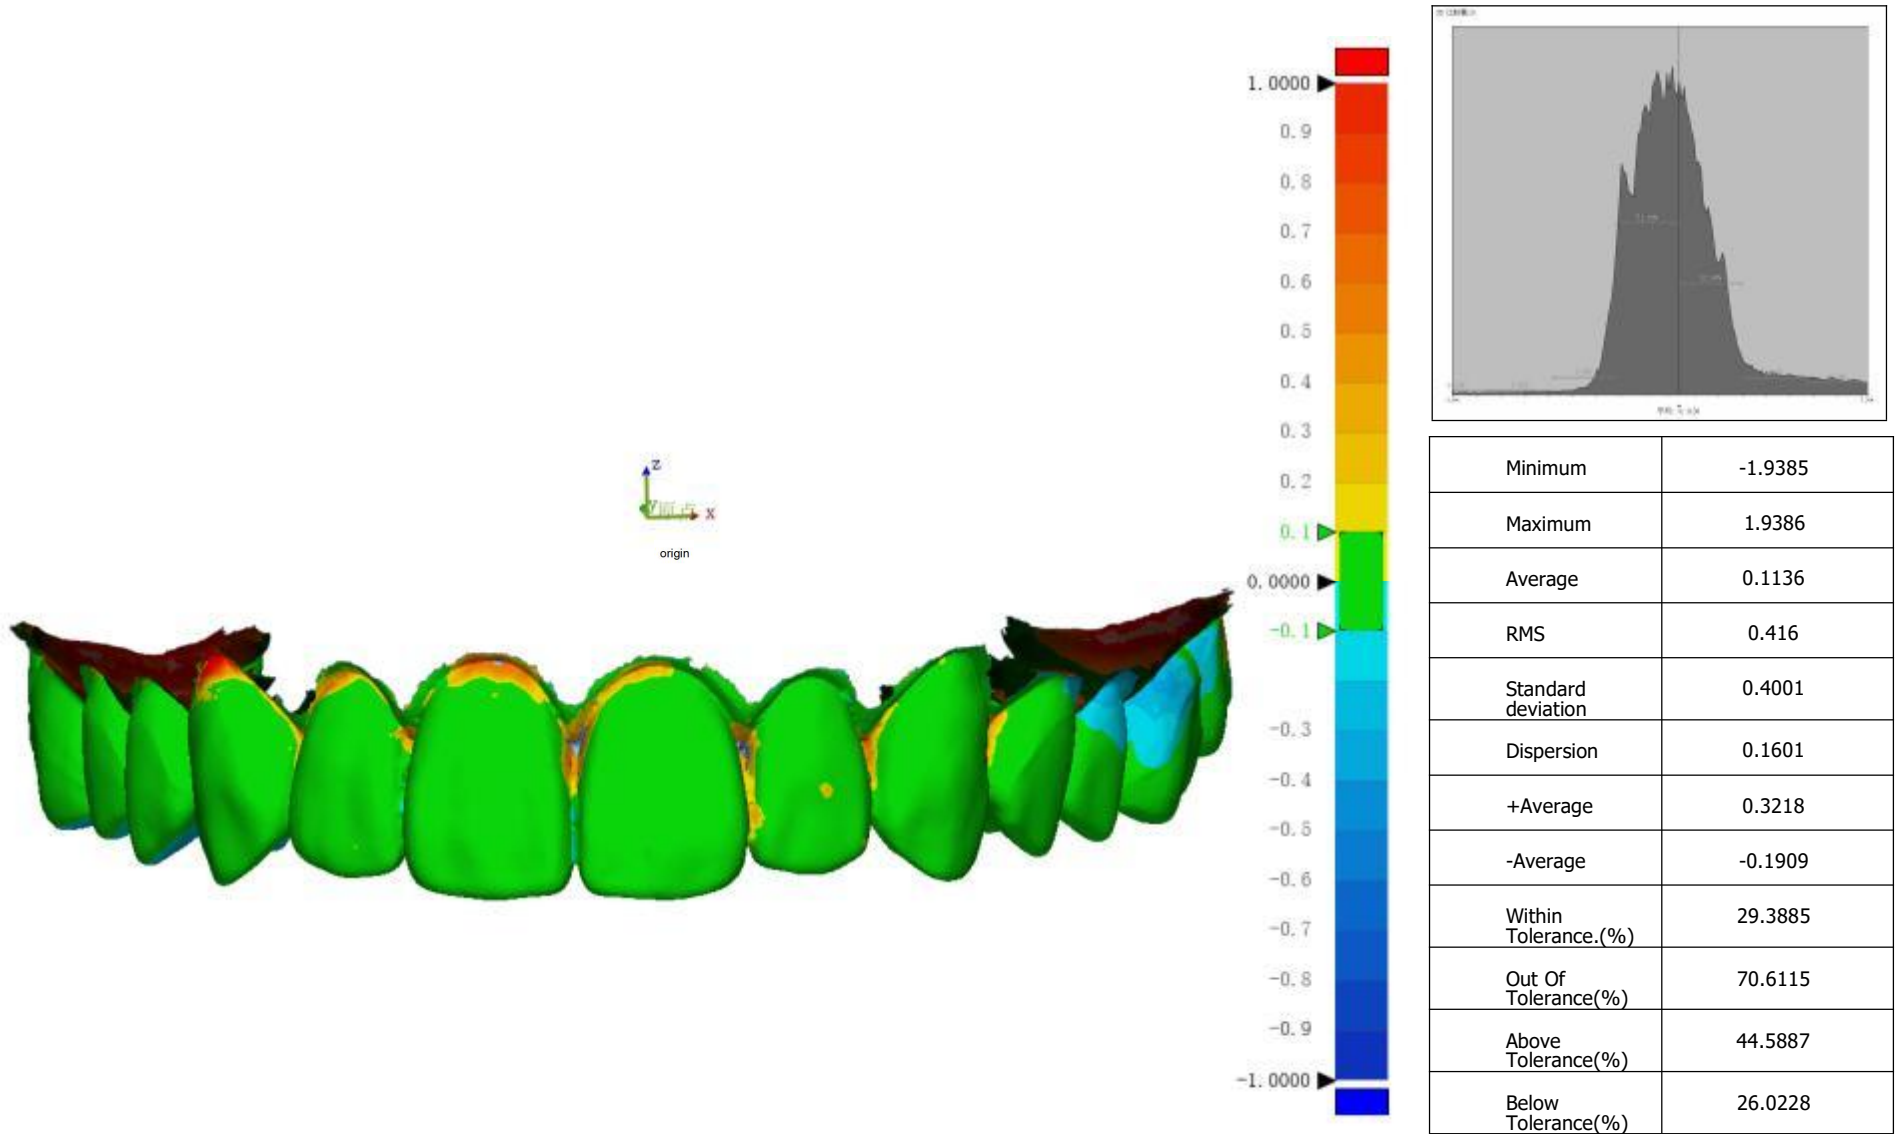 1.0000
0.9
0.8
0.7
0.6
0.5
0.4
0.3
0.2
0.1
0.0000
-0.1
-0.3
-0.4
-0.5
-0.6
-0.7
-0.8
-0.9
-1.0000
z
x
origin
Minimum -1.9385
Maximum 1.9386
Average 0.1136
RMS 0.416
Standard
deviation 0.4001
Dispersion 0.1601
+Average 0.3218
-Average -0.1909
Within
Tolerance.(%) 29.3885
Out Of
Tolerance(%) 70.6115
Above
Tolerance(%) 44.5887
Below
Tolerance(%) 26.0228